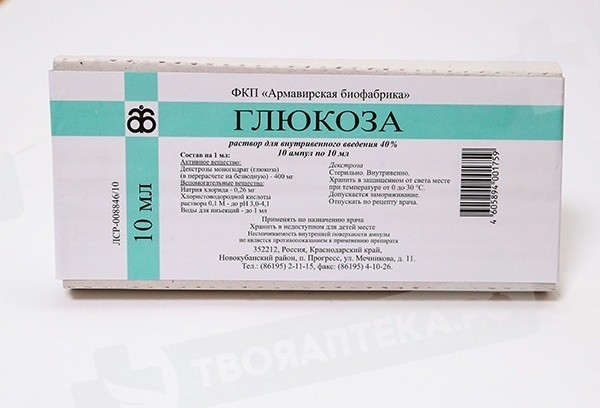 ФКП «Армавирская биофабрика»
ГЛЮКОЗА
раствор для внутривенного введения 40%
10 ампул по 10 мл
Состав на 1 мл:
Активное вещество:
Декстрозы моногидрат (глюкозы)
(в перерасчете на безводную) - 400 мг
Вспомогательные вещества:
Натрия хлорида - 0,26 мг
Хлористоводородной кислоты
раствора 0,1 М - до pH 3,0-4,1
Воды для инъекций - до 1 мл
Декстроза
Стерильно. Внутривенно.
Хранить в защищенном от света месте
при температуре от 0 до 30 °С.
Допускается замораживание.
Отпускать по рецепту врача.
Применять по назначению врача
Хранить в недоступном для детей месте
Несмачиваемость внутренней поверхности ампулы
не является противопоказанием к применению препарата
352212, Россия, Краснодарский край,
Новокубанский район, п. Прогресс, ул. Мечникова, д. 11.
Тел.: (86195) 2-11-15, факс: (86195) 4-10-26.
ЛСР-008846/10
10 мл
4 605894 001759
ТВОЯАПТЕКА.РФ